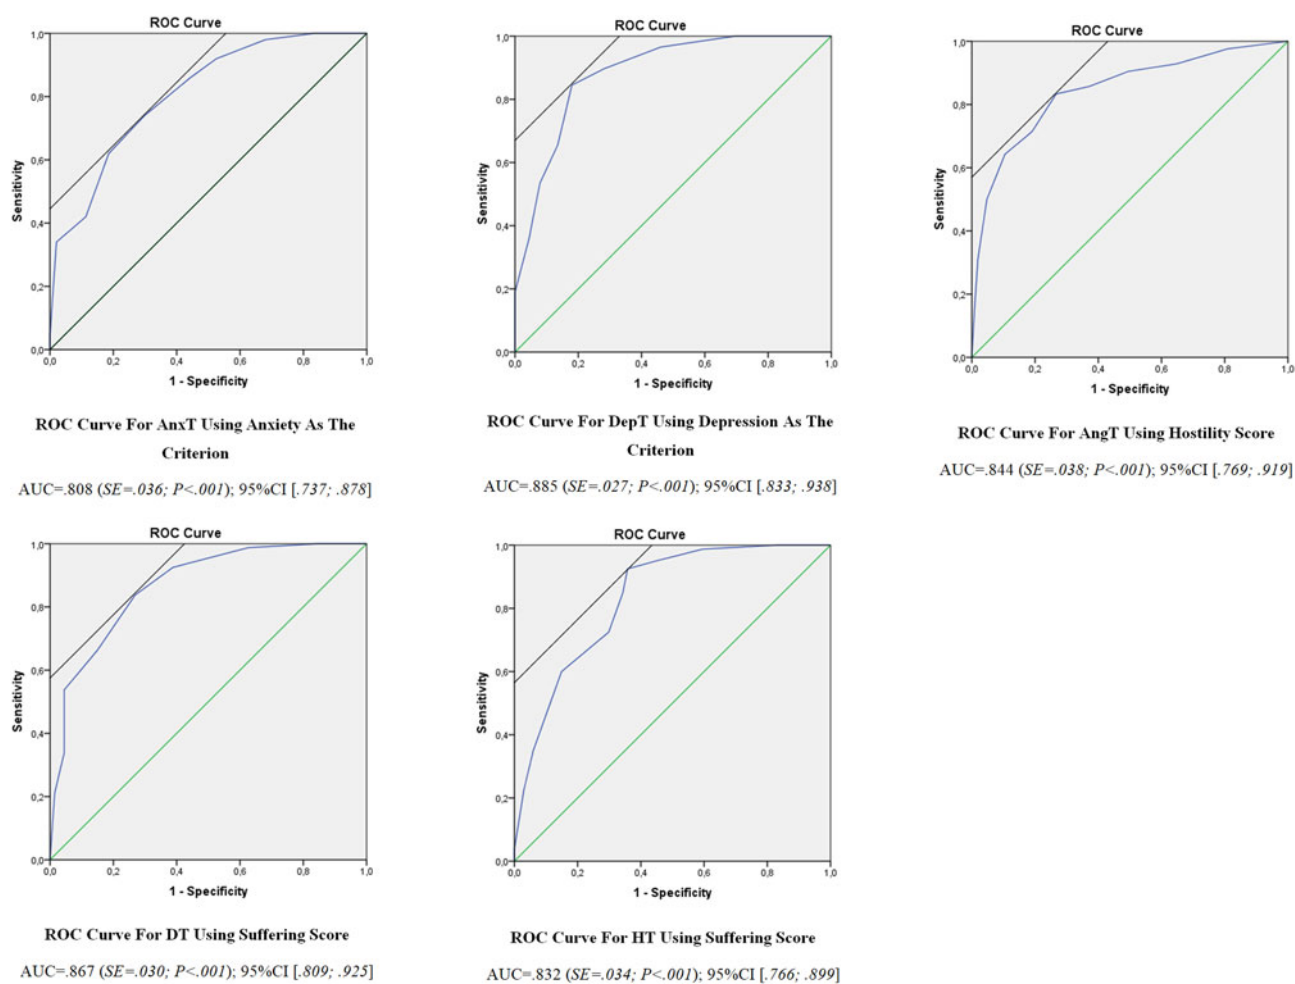 ROC Curve
1,0
0,8
0,6
0,4
0,2
0,0
Sensitivity
0,0 0,2 0,4 0,6 0,8 1,0
1 - Specificity
ROC Curve For AnxT Using Anxiety As The
Criterion
AUC=.808 (SE=.036; P<.001); 95%CI [.737; .878]
ROC Curve
1,0
0,8
0,6
0,4
0,2
0,0
Sensitivity
0,0 0,2 0,4 0,6 0,8 1,0
1 - Specificity
ROC Curve For DepT Using Depression As The
Criterion
AUC=.885 (SE=.027; P<.001); 95%CI [.833; .938]
ROC Curve
1,0
0,8
0,6
0,4
0,2
0,0
Sensitivity
0,0 0,2 0,4 0,6 0,8 1,0
1 - Specificity
ROC Curve For AngT Using Hostility Score
AUC=.844 (SE=.038; P<.001); 95%CI [.769; .919]
ROC Curve
1,0
0,8
0,6
0,4
0,2
0,0
Sensitivity
0,0 0,2 0,4 0,6 0,8 1,0
1 - Specificity
ROC Curve For DT Using Suffering Score
AUC=.867 (SE=.030; P<.001); 95%CI [.809; .925]
ROC Curve
1,0
0,8
0,6
0,4
0,2
0,0
Sensitivity
0,0 0,2 0,4 0,6 0,8 1,0
1 - Specificity
ROC Curve For HT Using Suffering Score
AUC=.832 (SE=.034; P<.001); 95%CI [.766; .899]